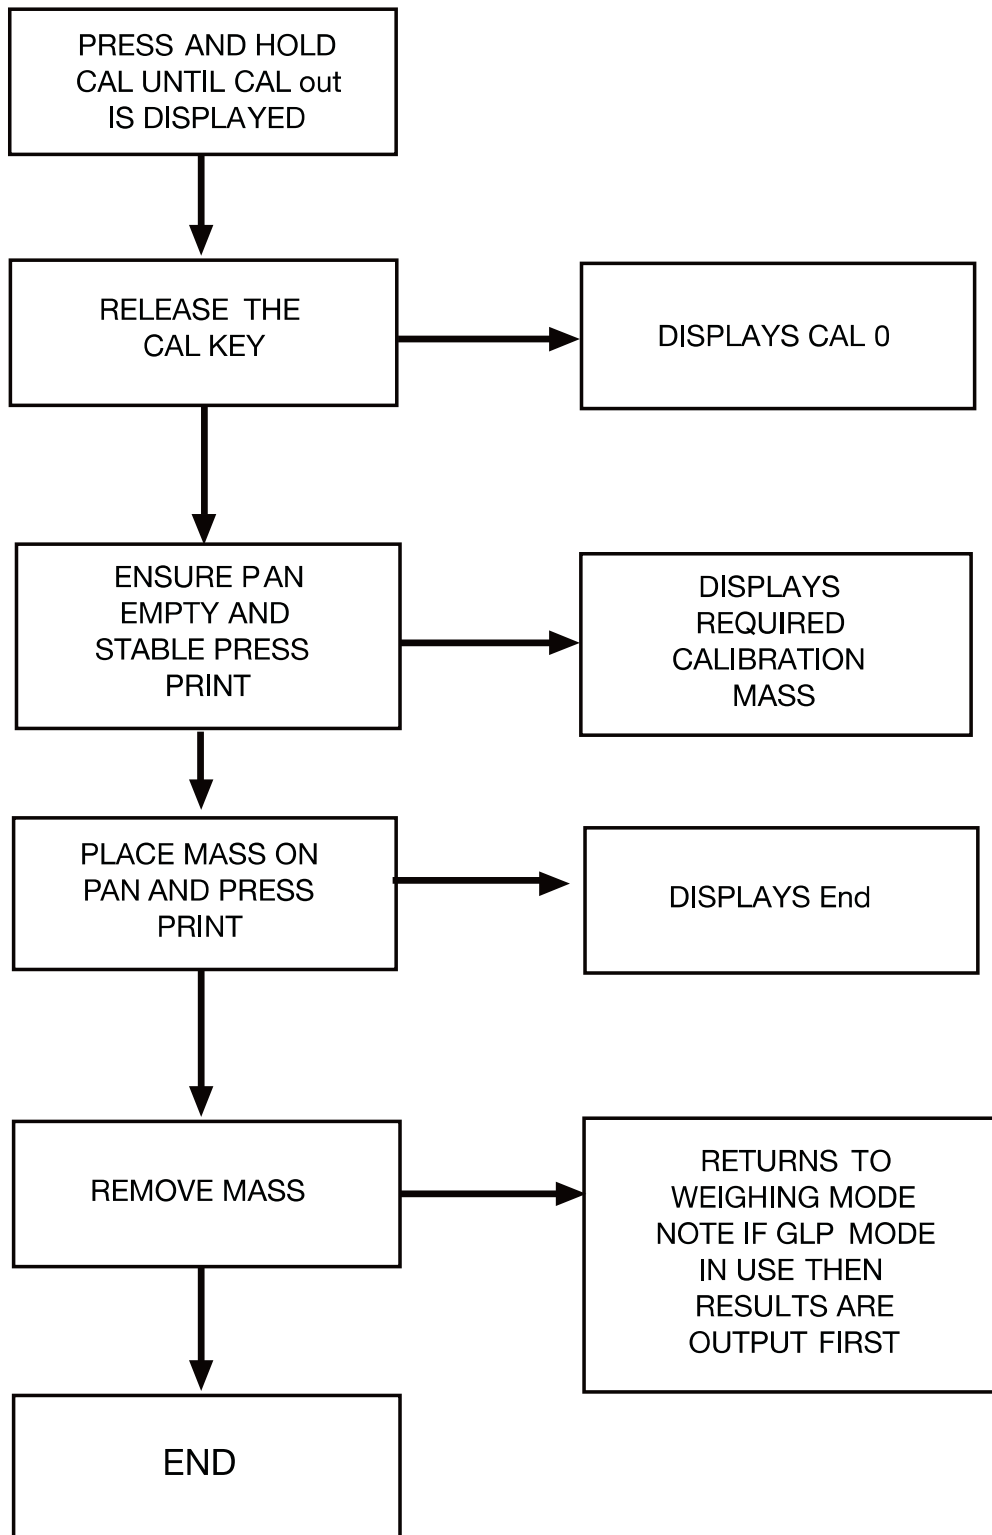 PRESS AND HOLD
CAL UNTIL CAL out
IS DISPLAYED
RELEASE THE
CAL KEY
DISPLAYS CAL 0
ENSURE PAN
EMPTY AND
STABLE PRESS
PRINT
DISPLAYS
REQUIRED
CALIBRATION
MASS
PLACE MASS ON
PAN AND PRESS
PRINT
DISPLAYS End
REMOVE MASS
RETURNS TO
WEIGHING MODE
NOTE IF GLP MODE
IN USE THEN
RESULTS ARE
OUTPUT FIRST
END